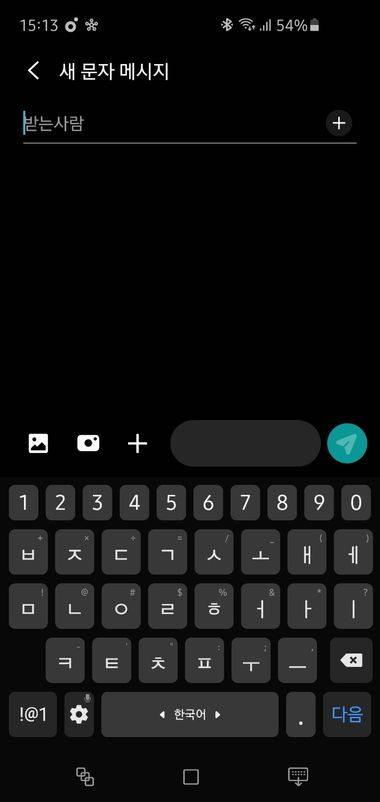 15:13 54%
새 문자 메시지
받는사람
1 2 3 4 5 6 7 8 9 0
+ × ÷ = / _ ( )
ㅂ ㅈ ㄷ ㄱ ㅅ ㅗ ㅐ ㅔ
! @ # $ % & * ?
ㅁ ㄴ ㅇ ㄹ ㅎ ㅓ ㅏ ㅣ
- ' " : ; ,
ㅋ ㅌ ㅊ ㅍ ㅜ ㅡ
!@1 한국어 . 다음